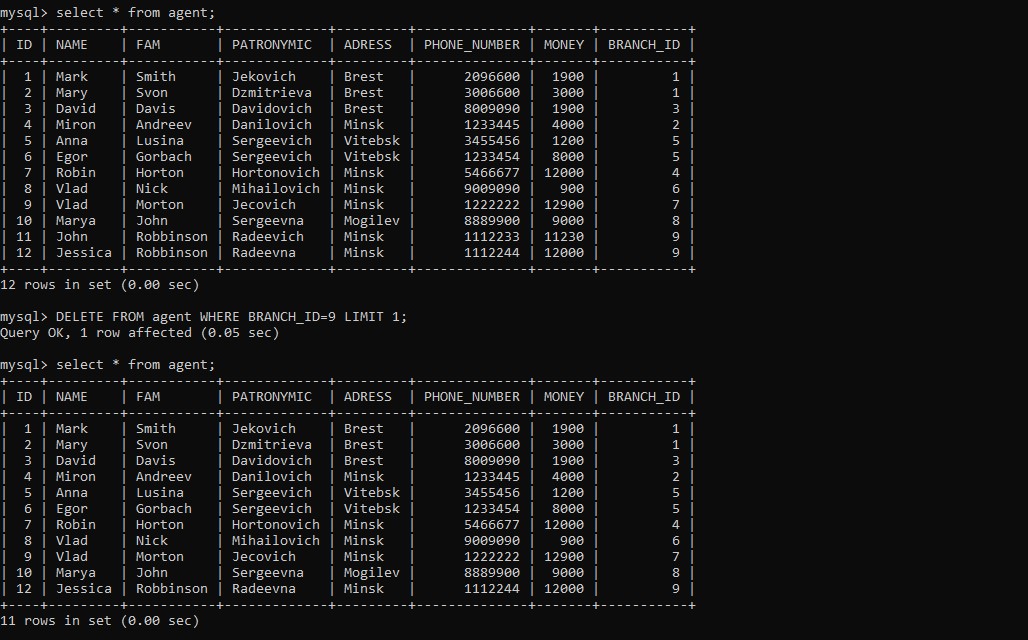 mysql> select * from agent;
+----+---------+-----------+-------------+---------+--------------+-------+-----------+
| ID | NAME    | FAM       | PATRONYMIC  | ADRESS  | PHONE_NUMBER | MONEY | BRANCH_ID |
+----+---------+-----------+-------------+---------+--------------+-------+-----------+
|  1 | Mark    | Smith     | Jekovich    | Brest   |      2096600 |  1900 |         1 |
|  2 | Mary    | Svon      | Dzmitrieva  | Brest   |      3006600 |  3000 |         1 |
|  3 | David   | Davis     | Davidovich  | Brest   |      8009090 |  1900 |         3 |
|  4 | Miron   | Andreev   | Danilovich  | Minsk   |      1233445 |  4000 |         2 |
|  5 | Anna    | Lusina    | Sergeevich  | Vitebsk |      3455456 |  1200 |         5 |
|  6 | Egor    | Gorbach   | Sergeevich  | Vitebsk |      1233454 |  8000 |         5 |
|  7 | Robin   | Horton    | Hortonovich | Minsk   |      5466677 | 12000 |         4 |
|  8 | Vlad    | Nick      | Mihailovich | Minsk   |      9009090 |   900 |         6 |
|  9 | Vlad    | Morton    | Jecovich    | Minsk   |      1222222 | 12900 |         7 |
| 10 | Marya   | John      | Sergeevna   | Mogilev |      8889900 |  9000 |         8 |
| 11 | John    | Robbinson | Radeevich   | Minsk   |      1112233 | 11230 |         9 |
| 12 | Jessica | Robbinson | Radeevna    | Minsk   |      1112244 | 12000 |         9 |
+----+---------+-----------+-------------+---------+--------------+-------+-----------+
12 rows in set (0.00 sec)

mysql> DELETE FROM agent WHERE BRANCH_ID=9 LIMIT 1;
Query OK, 1 row affected (0.05 sec)

mysql> select * from agent;
+----+---------+-----------+-------------+---------+--------------+-------+-----------+
| ID | NAME    | FAM       | PATRONYMIC  | ADRESS  | PHONE_NUMBER | MONEY | BRANCH_ID |
+----+---------+-----------+-------------+---------+--------------+-------+-----------+
|  1 | Mark    | Smith     | Jekovich    | Brest   |      2096600 |  1900 |         1 |
|  2 | Mary    | Svon      | Dzmitrieva  | Brest   |      3006600 |  3000 |         1 |
|  3 | David   | Davis     | Davidovich  | Brest   |      8009090 |  1900 |         3 |
|  4 | Miron   | Andreev   | Danilovich  | Minsk   |      1233445 |  4000 |         2 |
|  5 | Anna    | Lusina    | Sergeevich  | Vitebsk |      3455456 |  1200 |         5 |
|  6 | Egor    | Gorbach   | Sergeevich  | Vitebsk |      1233454 |  8000 |         5 |
|  7 | Robin   | Horton    | Hortonovich | Minsk   |      5466677 | 12000 |         4 |
|  8 | Vlad    | Nick      | Mihailovich | Minsk   |      9009090 |   900 |         6 |
|  9 | Vlad    | Morton    | Jecovich    | Minsk   |      1222222 | 12900 |         7 |
| 10 | Marya   | John      | Sergeevna   | Mogilev |      8889900 |  9000 |         8 |
| 12 | Jessica | Robbinson | Radeevna    | Minsk   |      1112244 | 12000 |         9 |
+----+---------+-----------+-------------+---------+--------------+-------+-----------+
11 rows in set (0.00 sec)